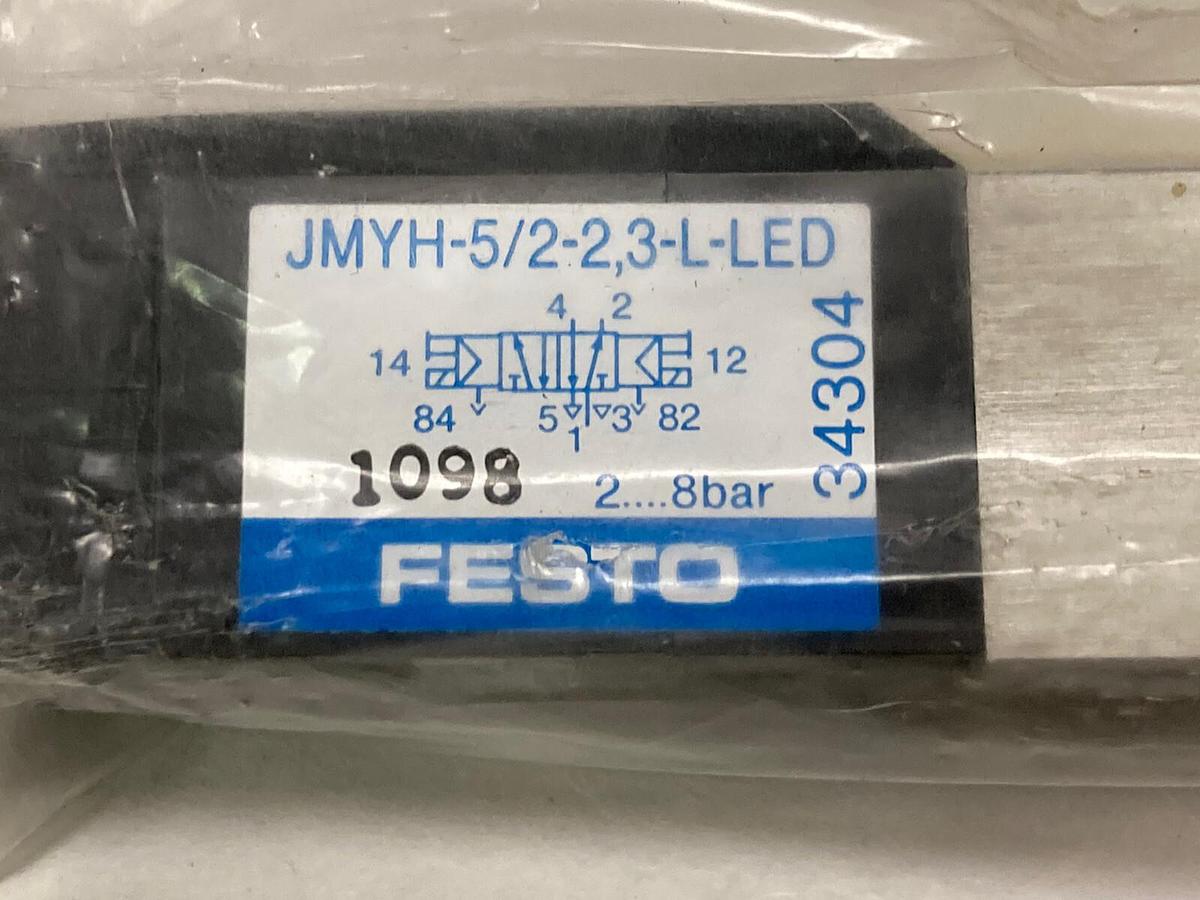 JMYH-5/2-2,3-L-LED
4 2
14 12
84 5 3 82
1
1098 2....8bar
34304
FESTO